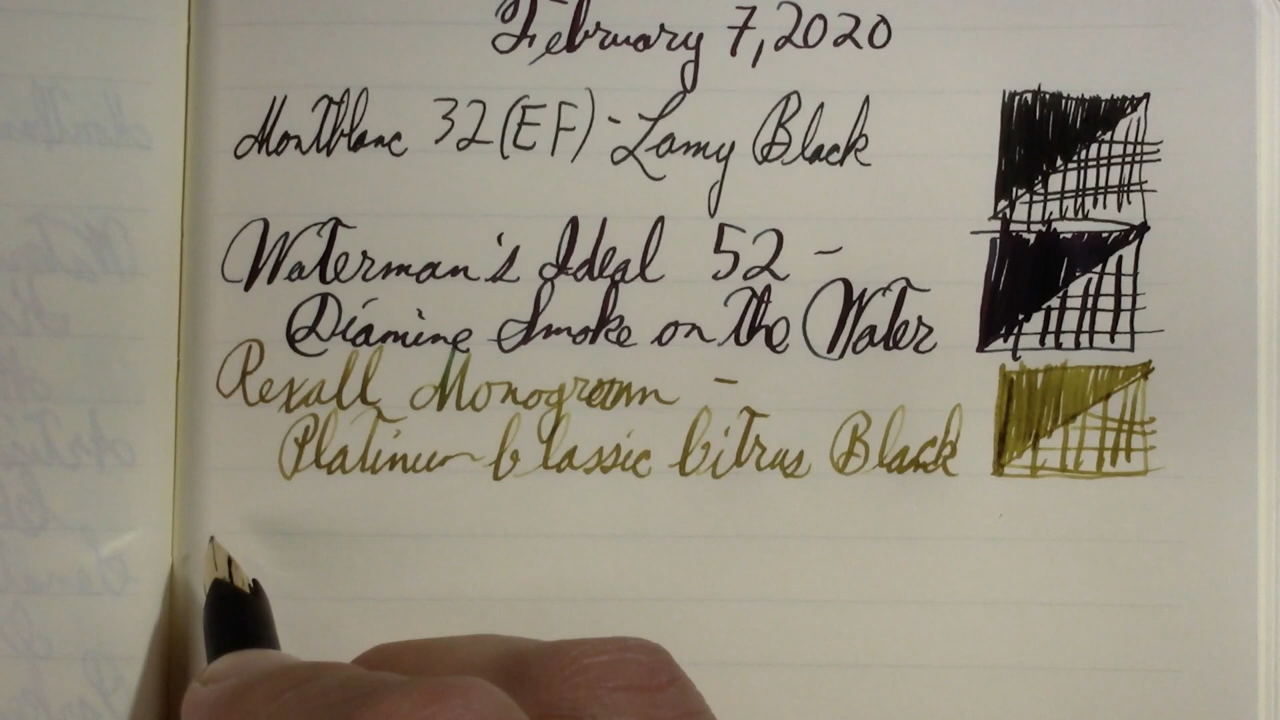 February 7, 2020
Montblanc 32 (EF) - Lamy Black
Waterman's Ideal 52 -
Diamine Smoke on the Water
Rexall Monogram -
Platinum Classic Citrus Black